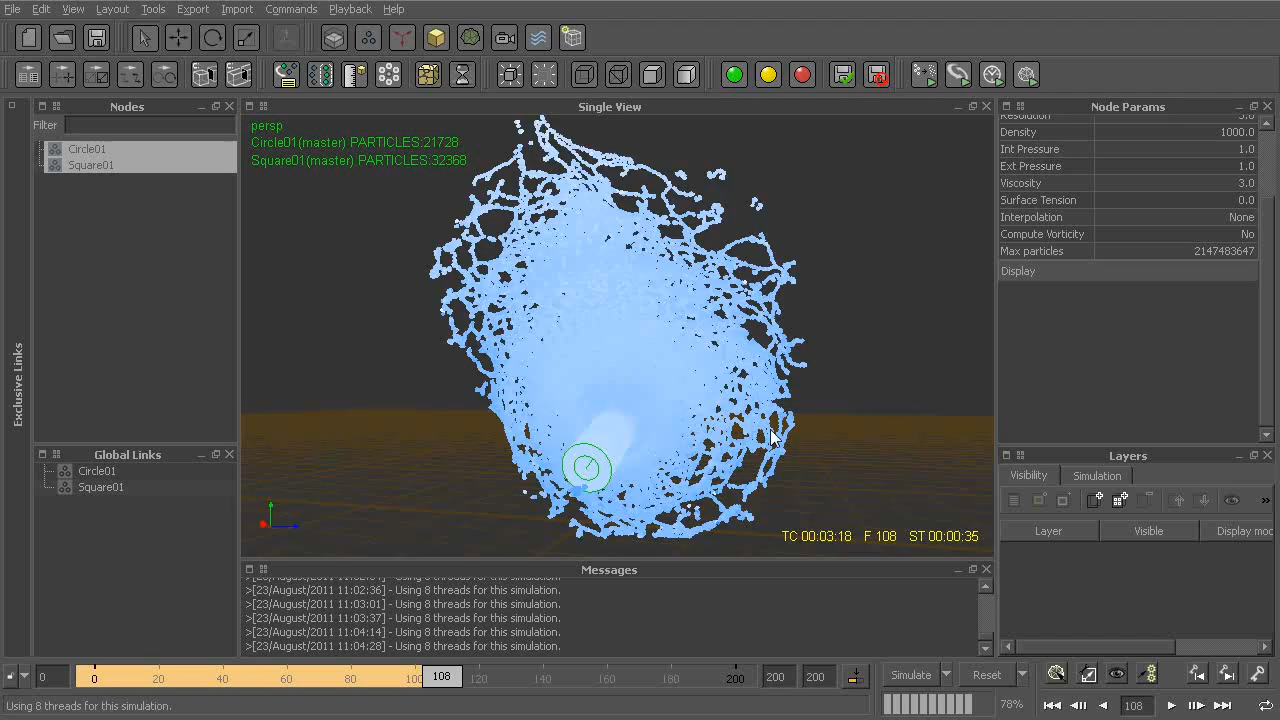 File Edit View Layout Tools Export Import Commands Playback Help
Nodes
Filter
Circle01
Square01
Exclusive Links
Global Links
Circle01
Square01
Single View
persp
Circle01(master) PARTICLES:21728
Square01(master) PARTICLES:32368
TC 00:03:18 F 108 ST 00:00:35
Messages
>[23/August/2011 11:02:36] - Using 8 threads for this simulation.
>[23/August/2011 11:03:01] - Using 8 threads for this simulation.
>[23/August/2011 11:03:37] - Using 8 threads for this simulation.
>[23/August/2011 11:04:14] - Using 8 threads for this simulation.
>[23/August/2011 11:04:28] - Using 8 threads for this simulation.
Node Params
Density 1000.0
Int Pressure 1.0
Ext Pressure 1.0
Viscosity 3.0
Surface Tension 0.0
Interpolation None
Compute Vorticity No
Max particles 2147483647
Display
Layers
Visibility Simulation
»
Layer Visible Display mod
0 0 20 40 60 80 100 108 120 140 160 180 200 200 200
Simulate Reset
Using 8 threads for this simulation.
78%
108